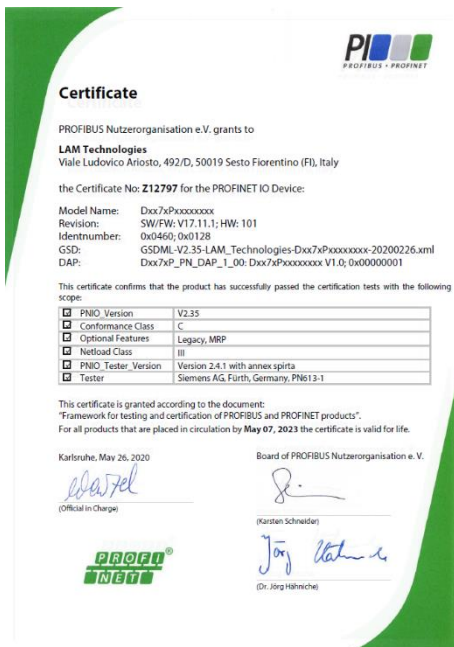 PI
PROFIBUS • PROFINET
Certificate
PROFIBUS Nutzerorganisation e.V. grants to
LAM Technologies
Viale Ludovico Ariosto, 492/D, 50019 Sesto Fiorentino (FI), Italy
the Certificate No: Z12797 for the PROFINET IO Device:
Model Name: Dxx7xPxxxxxxxx
Revision: SW/FW: V17.11.1; HW: 101
Identnumber: 0x0460; 0x0128
GSD: GSDML-V2.35-LAM_Technologies-Dxx7xPxxxxxxxx-20200226.xml
DAP: Dxx7xP_PN_DAP_1_00: Dxx7xPxxxxxxxx V1.0; 0x00000001
This certificate confirms that the product has successfully passed the certification tests with the following
scope:
PNIO_Version V2.35
Conformance Class C
Optional Features Legacy, MRP
Netload Class III
PNIO_Tester_Version Version 2.4.1 with annex spirta
Tester Siemens AG, Fürth, Germany, PN613-1
This certificate is granted according to the document:
"Framework for testing and certification of PROFIBUS and PROFINET products".
For all products that are placed in circulation by May 07, 2023 the certificate is valid for life.
Karlsruhe, May 26, 2020
Board of PROFIBUS Nutzerorganisation e. V.
(Official in Charge)
(Karsten Schneider)
(Dr. Jörg Hähniche)
PROFI®
NET